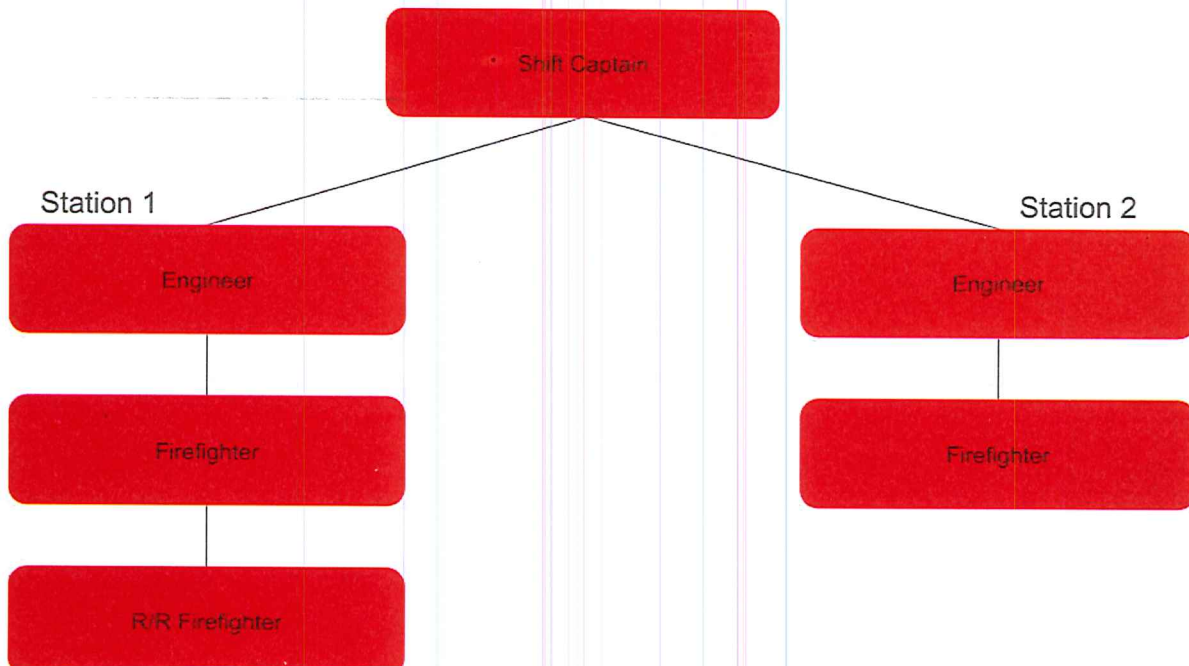 Shift Captain
Station 1
Station 2
Engineer
Engineer
Firefighter
Firefighter
R/R Firefighter